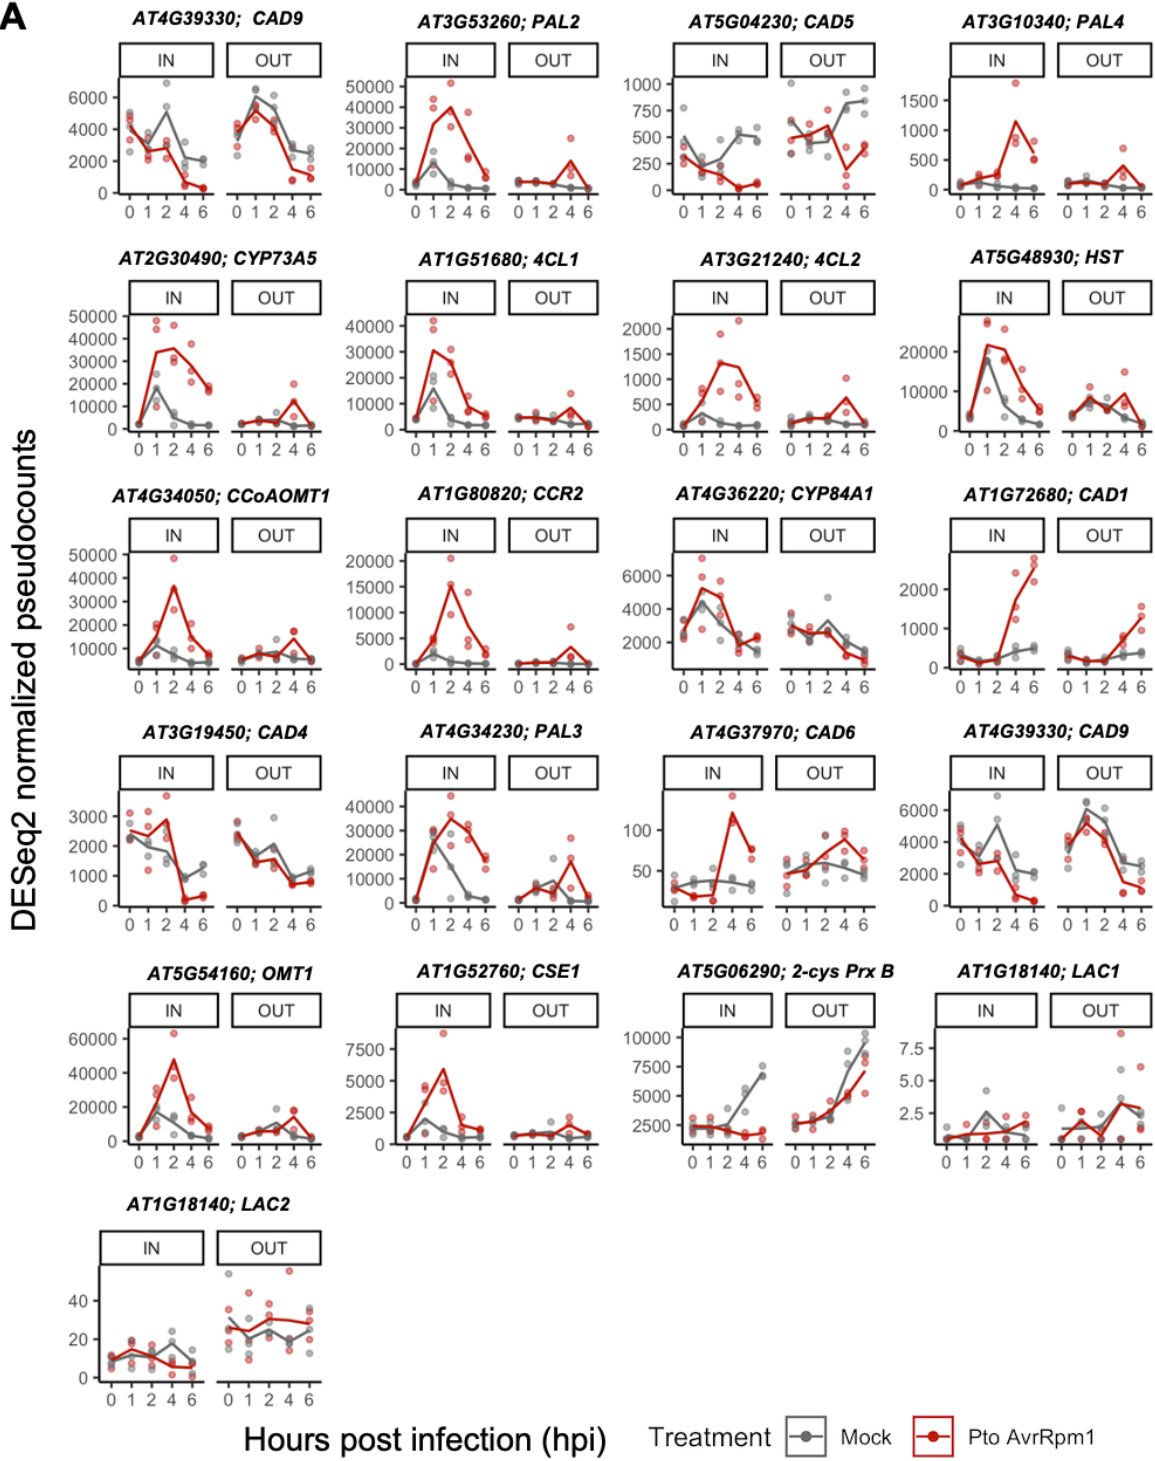 A
AT4G39330; CAD9
AT3G53260; PAL2
AT5G04230; CAD5
AT3G10340; PAL4
IN OUT IN OUT IN OUT IN OUT
6000
4000
2000
0
50000
40000
30000
20000
10000
0
1000
750
500
250
0
1500
1000
500
0
0 1 2 4 6 0 1 2 4 6 0 1 2 4 6 0 1 2 4 6 0 1 2 4 6 0 1 2 4 6 0 1 2 4 6 0 1 2 4 6
AT2G30490; CYP73A5
AT1G51680; 4CL1
AT3G21240; 4CL2
AT5G48930; HST
IN OUT IN OUT IN OUT IN OUT
50000
40000
30000
20000
10000
0
40000
30000
20000
10000
0
2000
1500
1000
500
0
20000
10000
0
0 1 2 4 6 0 1 2 4 6 0 1 2 4 6 0 1 2 4 6 0 1 2 4 6 0 1 2 4 6 0 1 2 4 6 0 1 2 4 6
AT4G34050; CCoAOMT1
AT1G80820; CCR2
AT4G36220; CYP84A1
AT1G72680; CAD1
IN OUT IN OUT IN OUT IN OUT
50000
40000
30000
20000
10000
20000
15000
10000
5000
0
6000
4000
2000
2000
1000
0
0 1 2 4 6 0 1 2 4 6 0 1 2 4 6 0 1 2 4 6 0 1 2 4 6 0 1 2 4 6 0 1 2 4 6 0 1 2 4 6
AT3G19450; CAD4
AT4G34230; PAL3
AT4G37970; CAD6
AT4G39330; CAD9
IN OUT IN OUT IN OUT IN OUT
3000
2000
1000
0
40000
30000
20000
10000
0
100
50
6000
4000
2000
0
0 1 2 4 6 0 1 2 4 6 0 1 2 4 6 0 1 2 4 6 0 1 2 4 6 0 1 2 4 6 0 1 2 4 6 0 1 2 4 6
AT5G54160; OMT1
AT1G52760; CSE1
AT5G06290; 2-cys Prx B
AT1G18140; LAC1
IN OUT IN OUT IN OUT IN OUT
60000
40000
20000
0
7500
5000
2500
0
10000
7500
5000
2500
7.5
5.0
2.5
0 1 2 4 6 0 1 2 4 6 0 1 2 4 6 0 1 2 4 6 0 1 2 4 6 0 1 2 4 6 0 1 2 4 6 0 1 2 4 6
AT1G18140; LAC2
IN OUT
40
20
0
0 1 2 4 6 0 1 2 4 6
DESeq2 normalized pseudocounts
Hours post infection (hpi)
Treatment Mock Pto AvrRpm1